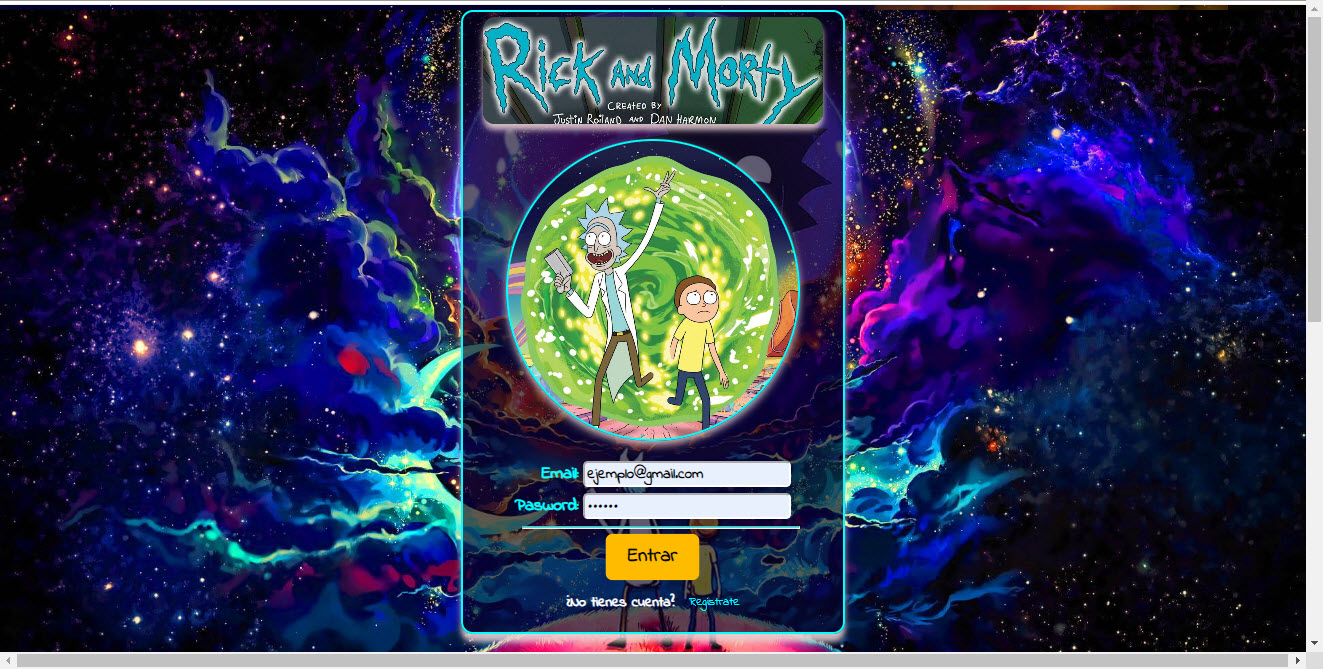 RICK AND MORTY
CREATED BY
JUSTIN ROILAND AND DAN HARMON
Email: ejemplo@gmail.com
Pasword: ••••••
Entrar
¿No tienes cuenta? Registrate